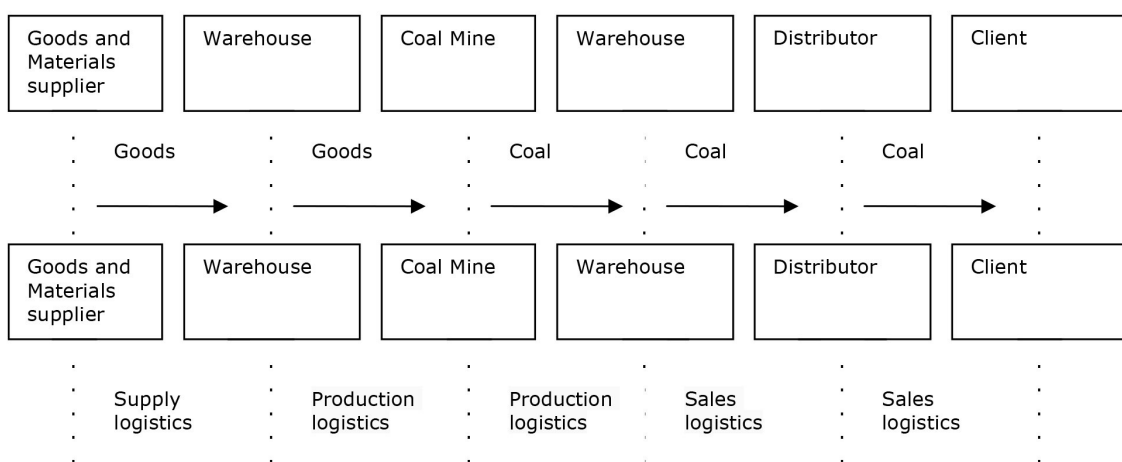 Goods and
Materials
supplier
Warehouse
Coal Mine
Warehouse
Distributor
Client
Goods
Goods
Coal
Coal
Coal
Goods and
Materials
supplier
Warehouse
Coal Mine
Warehouse
Distributor
Client
Supply
logistics
Production
logistics
Production
logistics
Sales
logistics
Sales
logistics